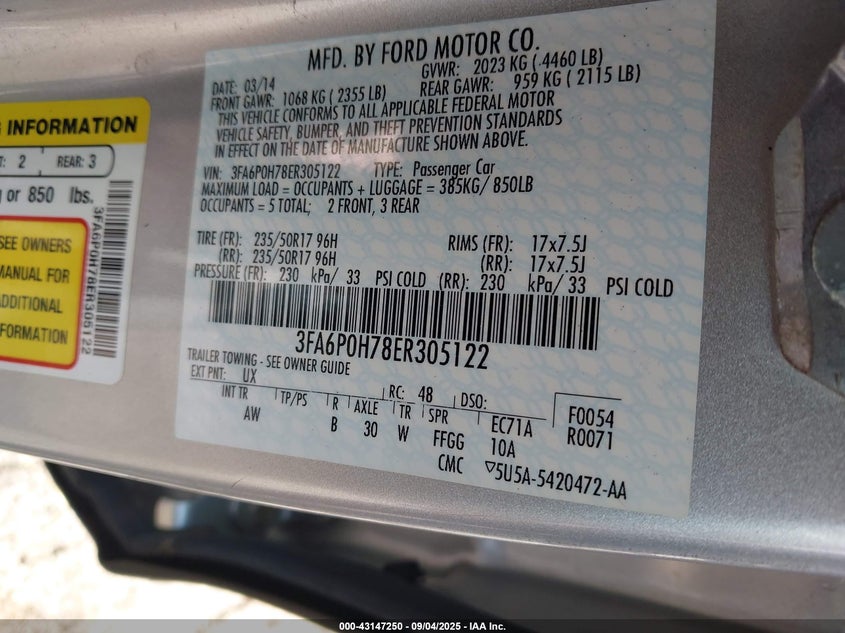 MFD. BY FORD MOTOR CO.
DATE: 03/14 GVWR: 2023 KG ( 4460 LB)
FRONT GAWR: 1068 KG ( 2355 LB) REAR GAWR: 959 KG ( 2115 LB)
THIS VEHICLE CONFORMS TO ALL APPLICABLE FEDERAL MOTOR
VEHICLE SAFETY, BUMPER, AND THEFT PREVENTION STANDARDS
IN EFFECT ON THE DATE OF MANUFACTURE SHOWN ABOVE.
VIN: 3FA6P0H78ER305122 TYPE: Passenger Car
MAXIMUM LOAD = OCCUPANTS + LUGGAGE = 385KG/ 850LB
OCCUPANTS = 5 TOTAL; 2 FRONT, 3 REAR
TIRE (FR): 235/50R17 96H RIMS (FR): 17x7.5J
(RR): 235/50R17 96H (RR): 17x7.5J
PRESSURE (FR): 230 kPa/ 33 PSI COLD (RR): 230 kPa/ 33 PSI COLD
3FA6P0H78ER305122
TRAILER TOWING - SEE OWNER GUIDE
EXT PNT: UX RC: 48 DSO:
INT TR TP/PS R AXLE TR SPR EC71A F0054
AW B 30 W FFGG 10A R0071
CMC 5U5A-5420472-AA
INFORMATION
2 REAR: 3
or 850 lbs.
SEE OWNERS
MANUAL FOR
ADDITIONAL
3FA6P0H78ER305122
000-43147250 - 09/04/2025 - IAA Inc.